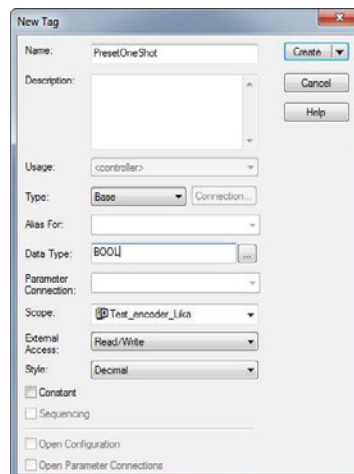 New Tag
Name: PresetOneShot Create
Description: Cancel
Help
Usage: <controller>
Type: Base Connection...
Alias For:
Data Type: BOOL ...
Parameter
Connection:
Scope: Test_encoder_Lika
External
Access: Read/Write
Style: Decimal
Constant
Sequencing
Open Configuration
Open Parameter Connections